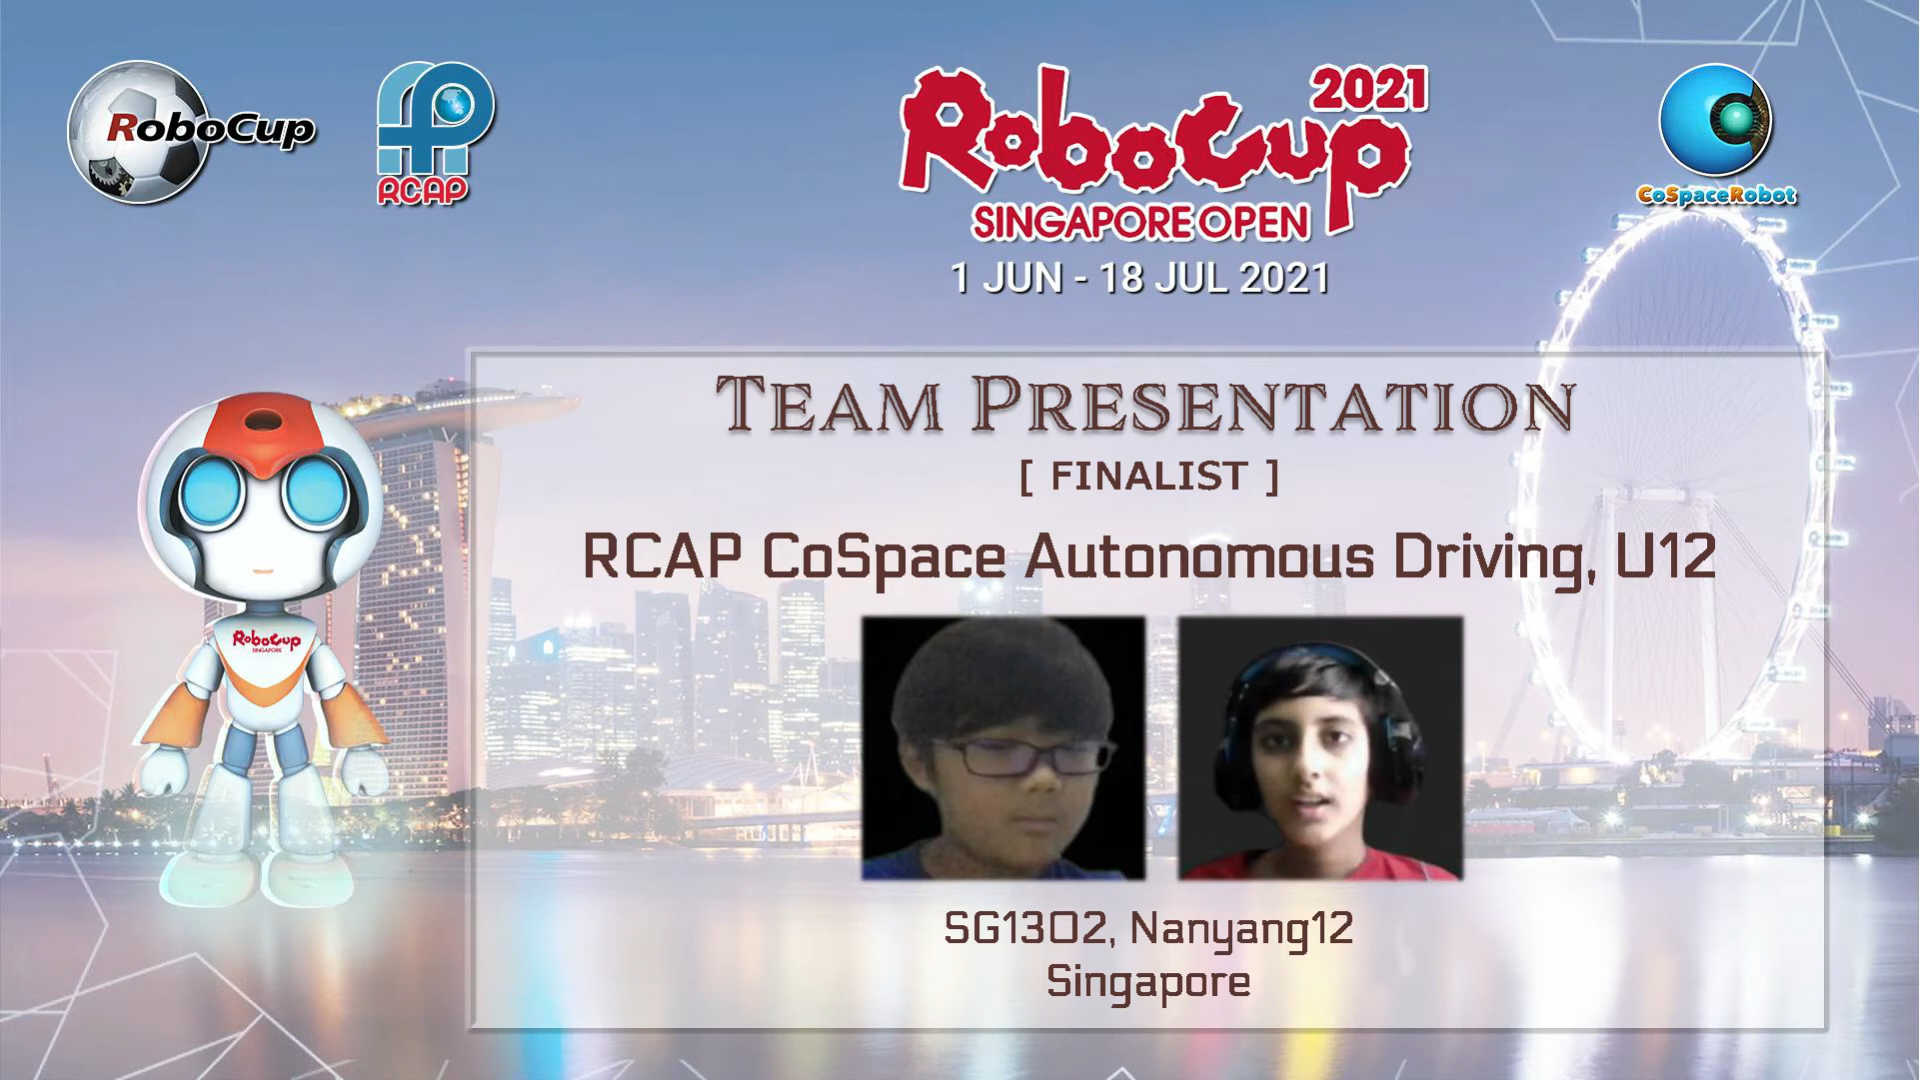 RoboCup
RCAP
RoboCup 2021
SINGAPORE OPEN
1 JUN - 18 JUL 2021
CoSpaceRobot
TEAM PRESENTATION
[ FINALIST ]
RCAP CoSpace Autonomous Driving, U12
RoboCup
SINGAPORE
SG1302, Nanyang12
Singapore